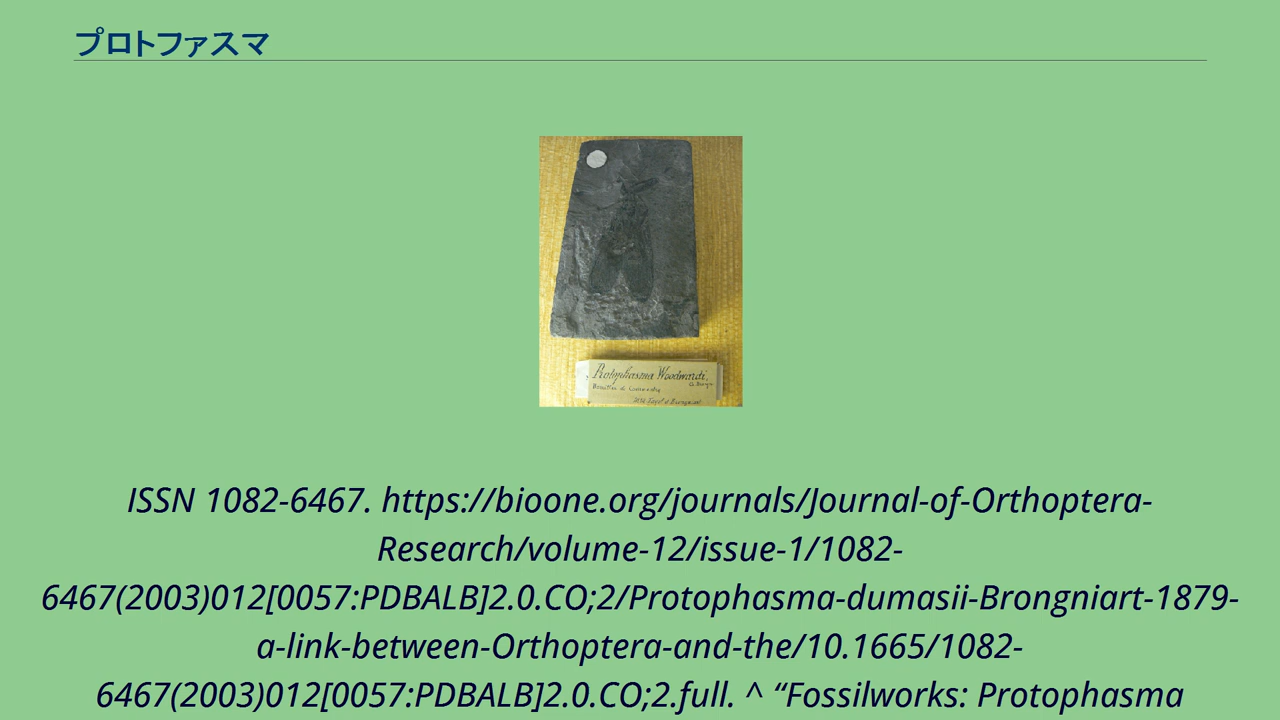 プロトファスマ
Protophasma Woodwardi.
ISSN 1082-6467. https://bioone.org/journals/Journal-of-Orthoptera-
Research/volume-12/issue-1/1082-
6467(2003)012[0057:PDBALB]2.0.CO;2/Protophasma-dumasii-Brongniart-1879-
a-link-between-Orthoptera-and-the/10.1665/1082-
6467(2003)012[0057:PDBALB]2.0.CO;2.full. ^ “Fossilworks: Protophasma